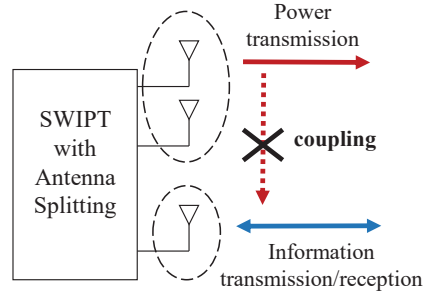 Power
transmission
SWIPT
with
Antenna
Splitting
coupling
Information
transmission/reception